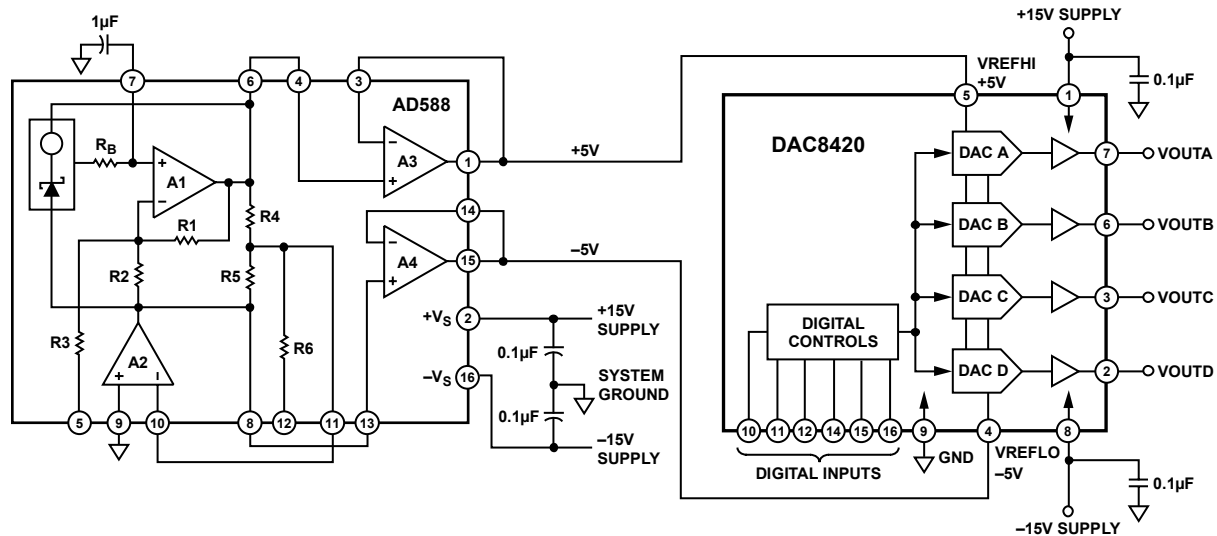 1µF
+15V SUPPLY
7
6
4
3
AD588
VREFHI
+5V
0.1µF
5
1
DAC8420
RB
+
–
A1
R1
R2
R3
R4
R5
R6
A2
+
–
–
A3
+
1
+5V
14
–
A4
+
15
–5V
+VS
2
+15V
SUPPLY
0.1µF
SYSTEM
GROUND
–VS
16
0.1µF
–15V
SUPPLY
5
9
10
8
12
11
13
DAC A
7
VOUTA
DAC B
6
VOUTB
DAC C
3
VOUTC
DAC D
2
VOUTD
DIGITAL
CONTROLS
10
11
12
14
15
16
9
4
8
DIGITAL INPUTS
GND
VREFLO
–5V
0.1µF
–15V SUPPLY